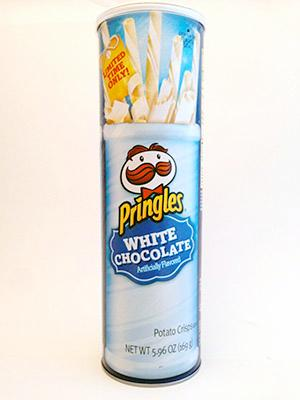 LIMITED
TIME
ONLY!
Pringles
WHITE
CHOCOLATE
Artificially Flavored
Potato Crisps
NET WT 5.96 OZ (169 g)